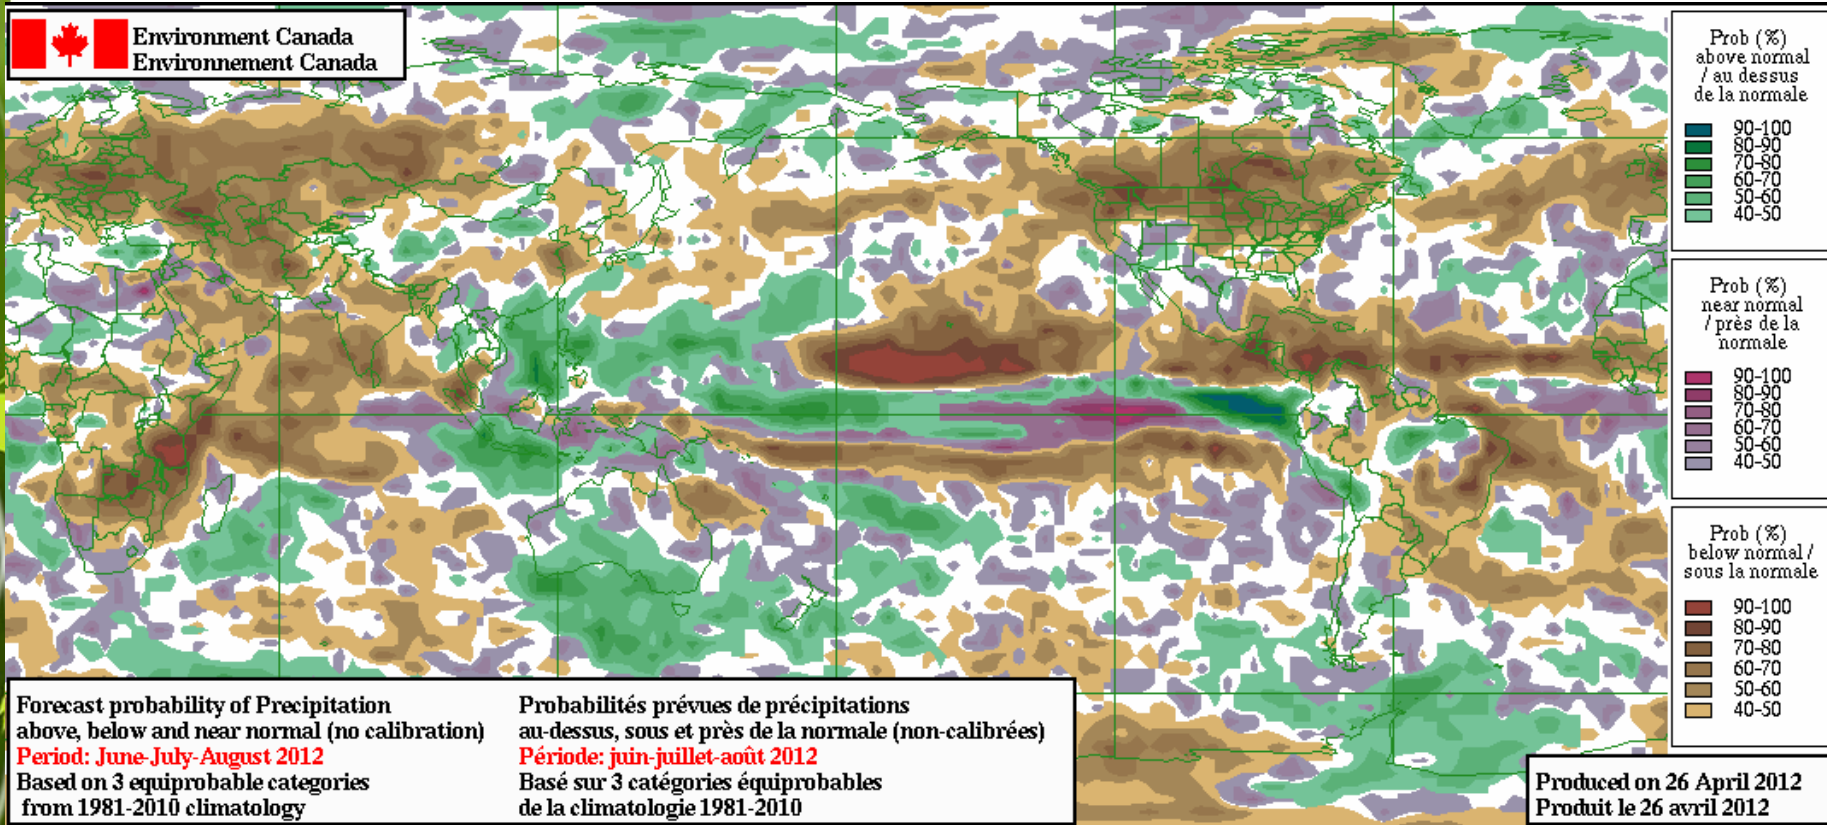 Environment Canada
Environnement Canada
Prob (%)
above normal
/ au dessus
de la normale
90-100
80-90
70-80
60-70
50-60
40-50
Prob (%)
near normal
/ près de la
normale
90-100
80-90
70-80
60-70
50-60
40-50
Prob (%)
below normal /
sous la normale
90-100
80-90
70-80
60-70
50-60
40-50
Forecast probability of Precipitation
above, below and near normal (no calibration)
Period: June-July-August 2012
Based on 3 equiprobable categories
from 1981-2010 climatology
Probabilités prévues de précipitations
au-dessus, sous et près de la normale (non-calibrées)
Période: juin-juillet-août 2012
Basé sur 3 catégories équiprobables
de la climatologie 1981-2010
Produced on 26 April 2012
Produit le 26 avril 2012